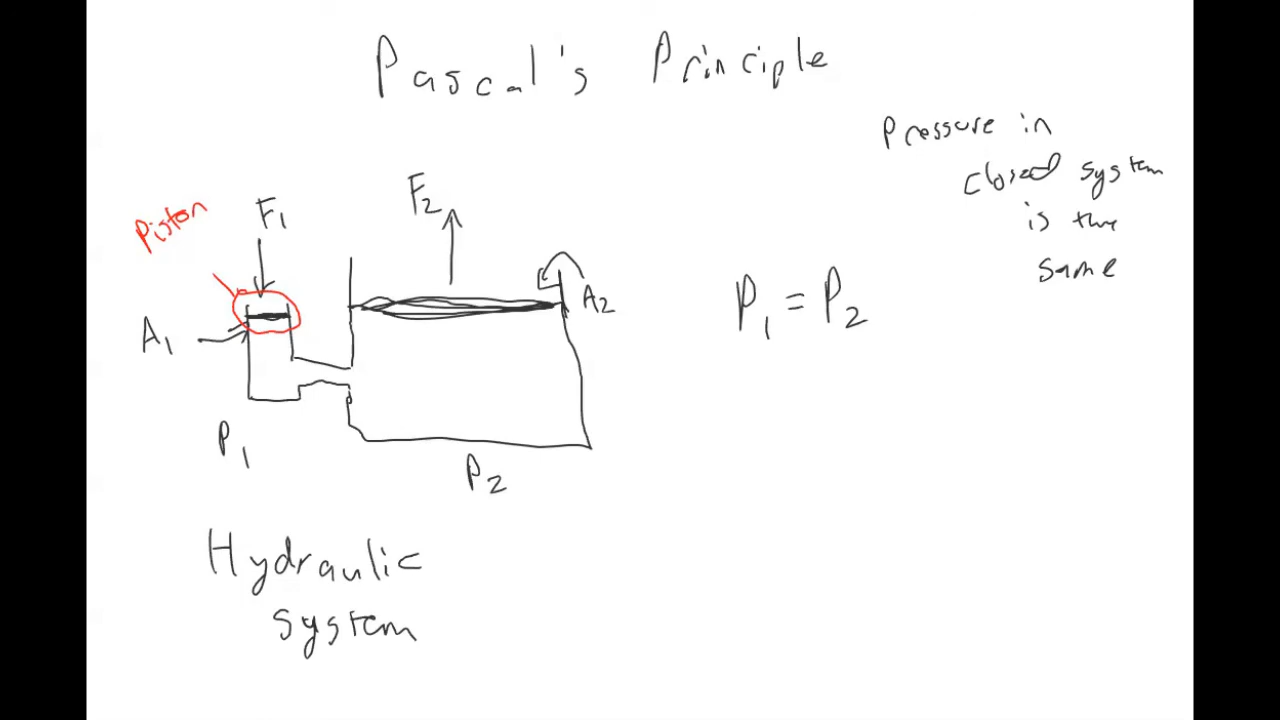 Pascal's Principle
Pressure in
closed system
is the
same
Piston
F1
F2
A1
A2
P1 = P2
P1
P2
Hydraulic
system